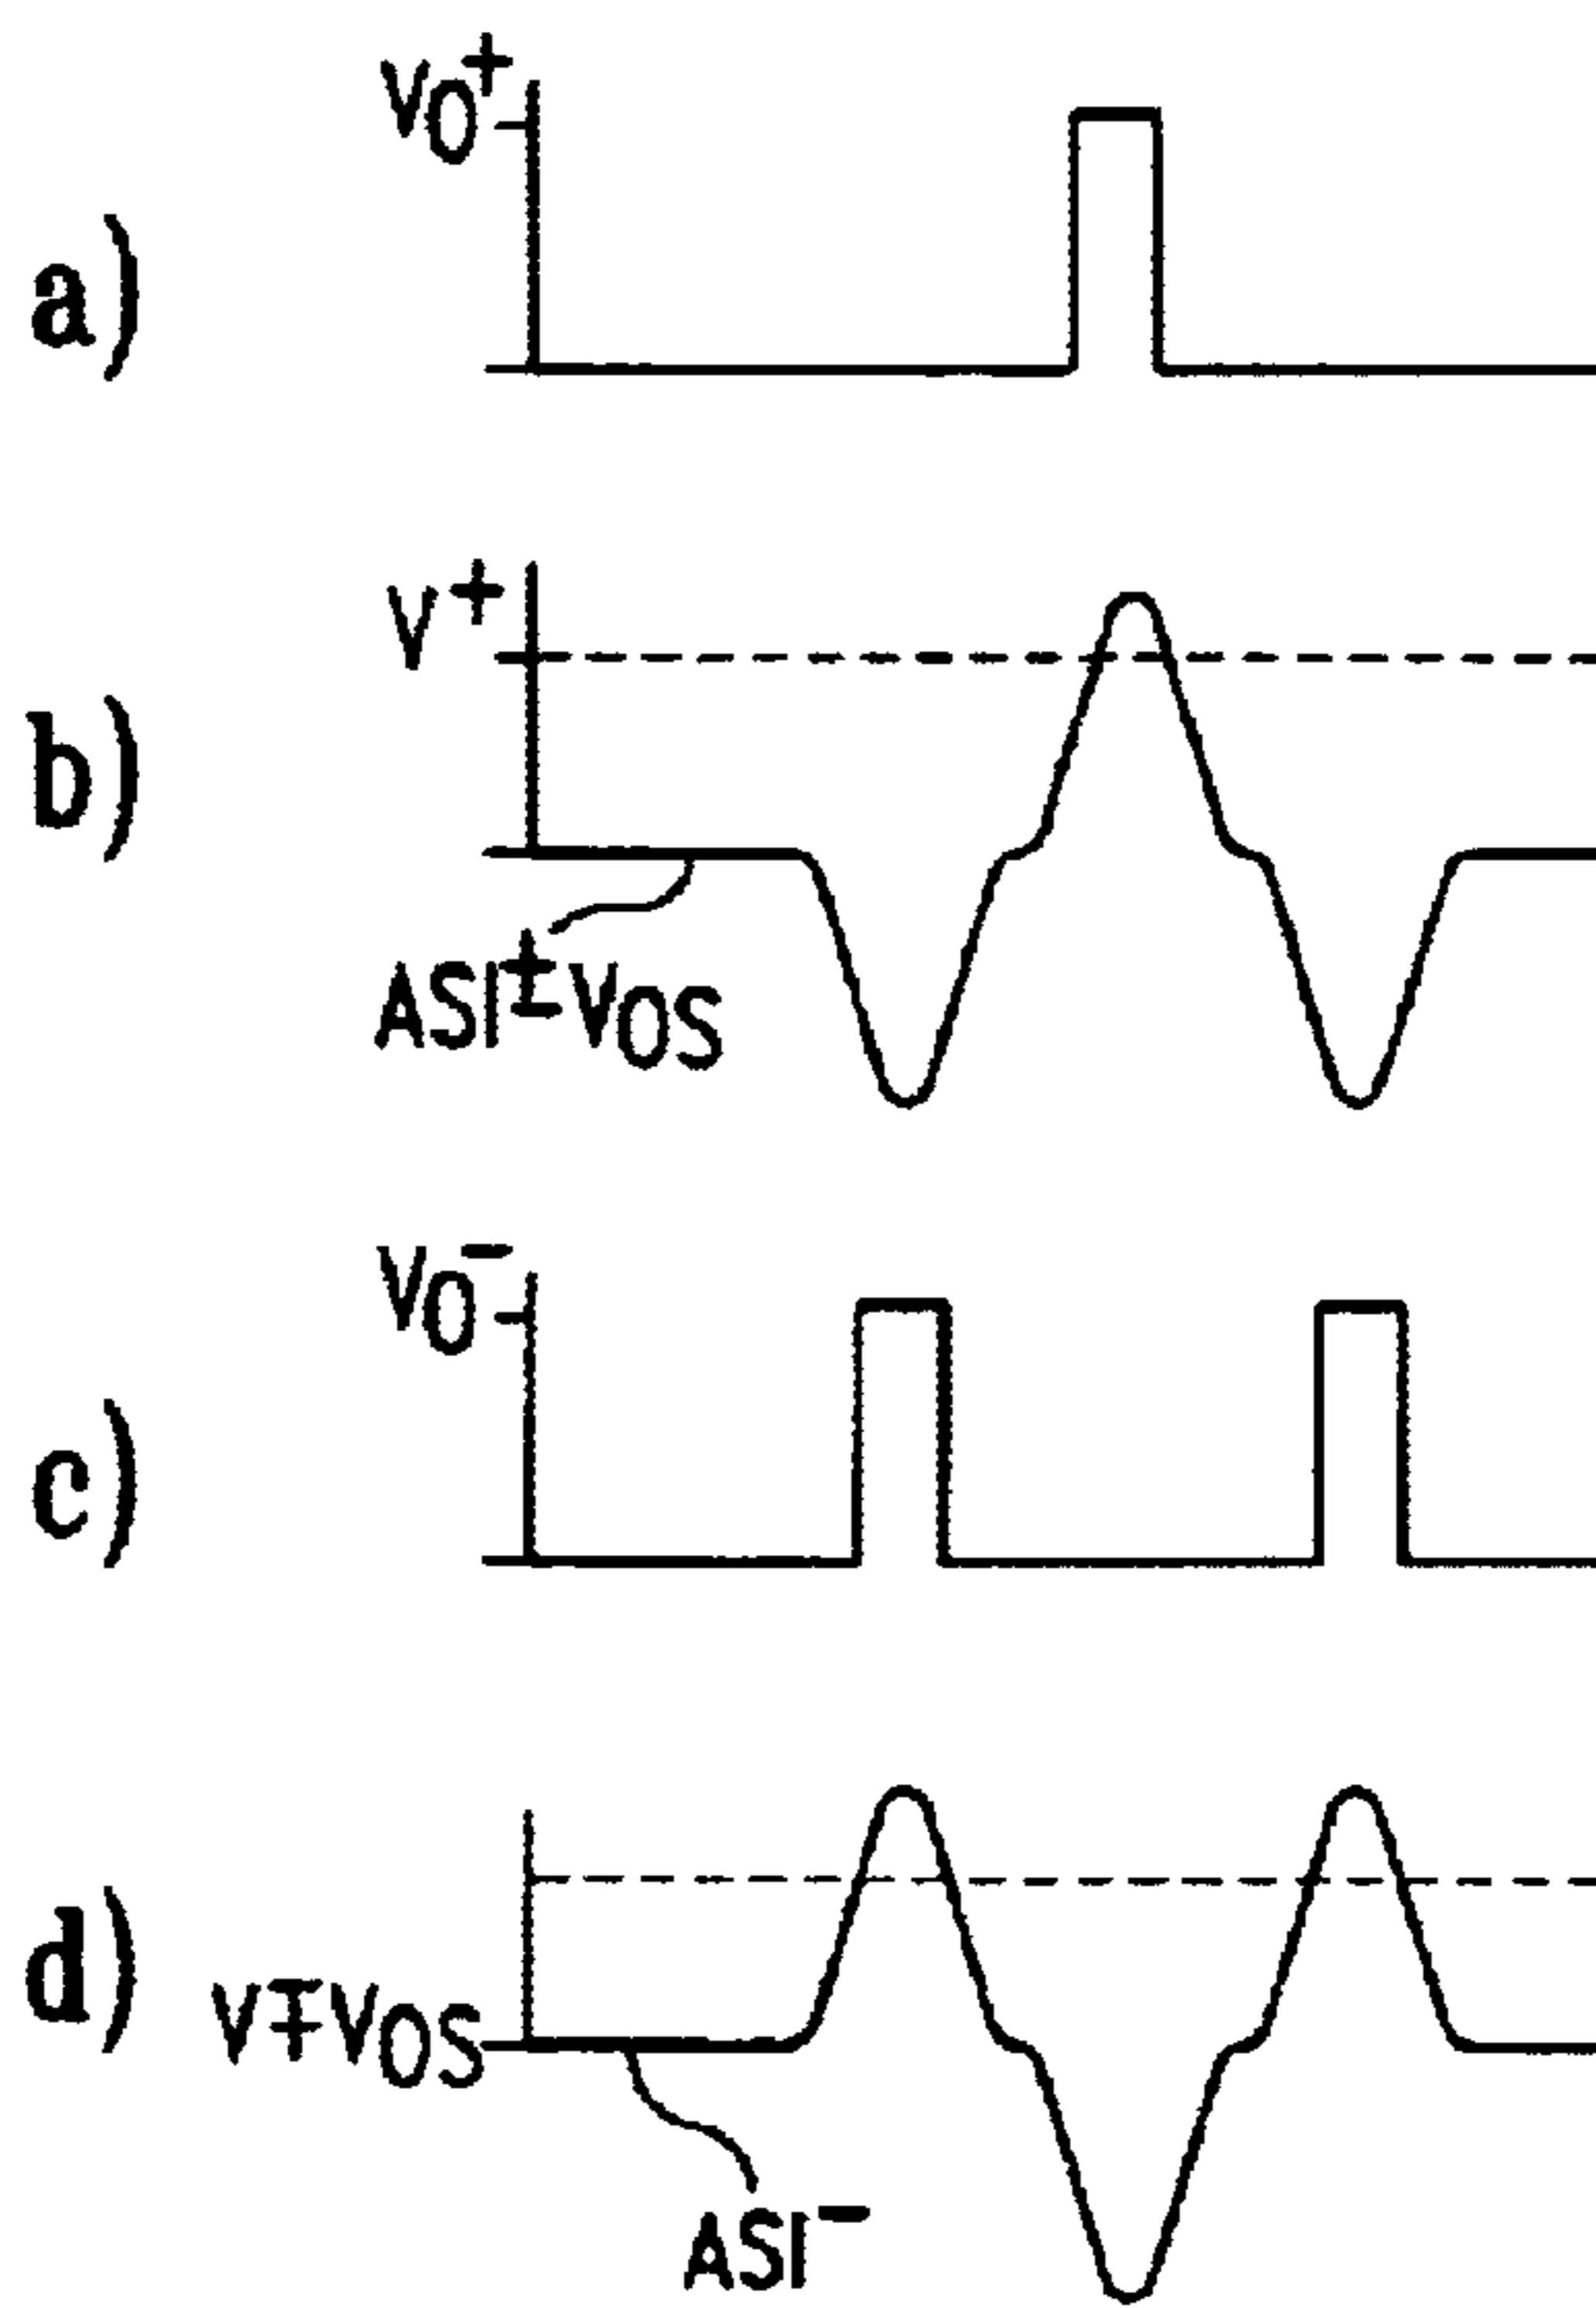 VO+
a)
V+
b)
ASI±VOS
VO−
c)
d)
V∓VOS
ASI−